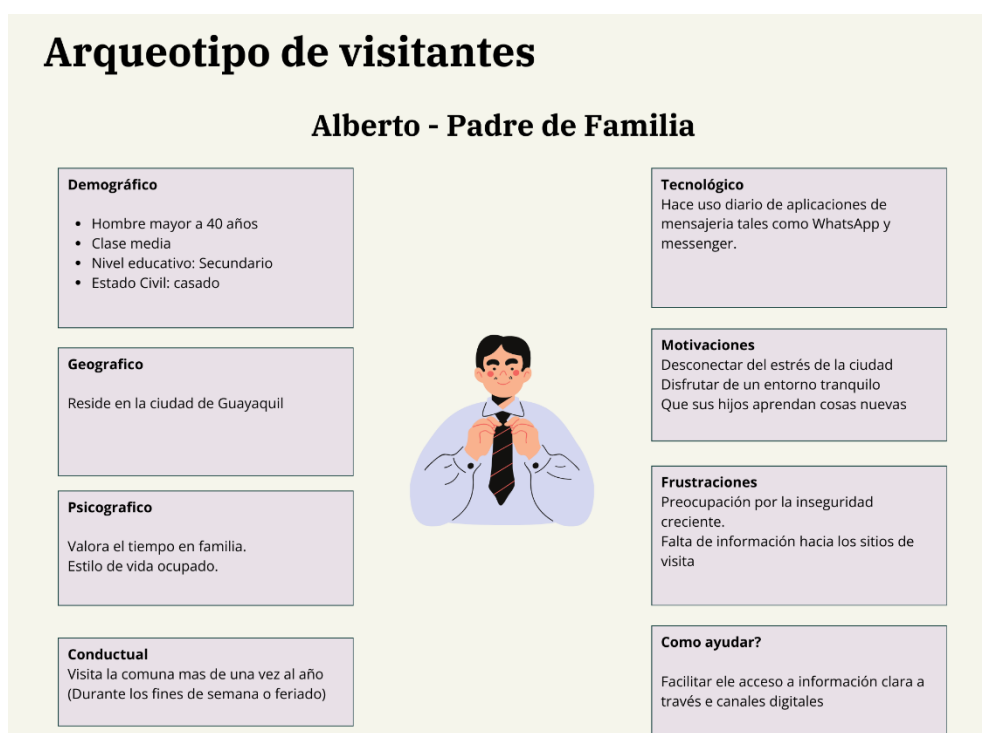 Arqueotipo de visitantes
Alberto - Padre de Familia
Demográfico
• Hombre mayor a 40 años
• Clase media
• Nivel educativo: Secundario
• Estado Civil: casado
Geografico
Reside en la ciudad de Guayaquil
Psicografico
Valora el tiempo en familia.
Estilo de vida ocupado.
Conductual
Visita la comuna mas de una vez al año
(Durante los fines de semana o feriado)
Tecnológico
Hace uso diario de aplicaciones de
mensajeria tales como WhatsApp y
messenger.
Motivaciones
Desconectar del estrés de la ciudad
Disfrutar de un entorno tranquilo
Que sus hijos aprendan cosas nuevas
Frustraciones
Preocupación por la inseguridad
creciente.
Falta de información hacia los sitios de
visita
Como ayudar?
Facilitar ele acceso a información clara a
través e canales digitales